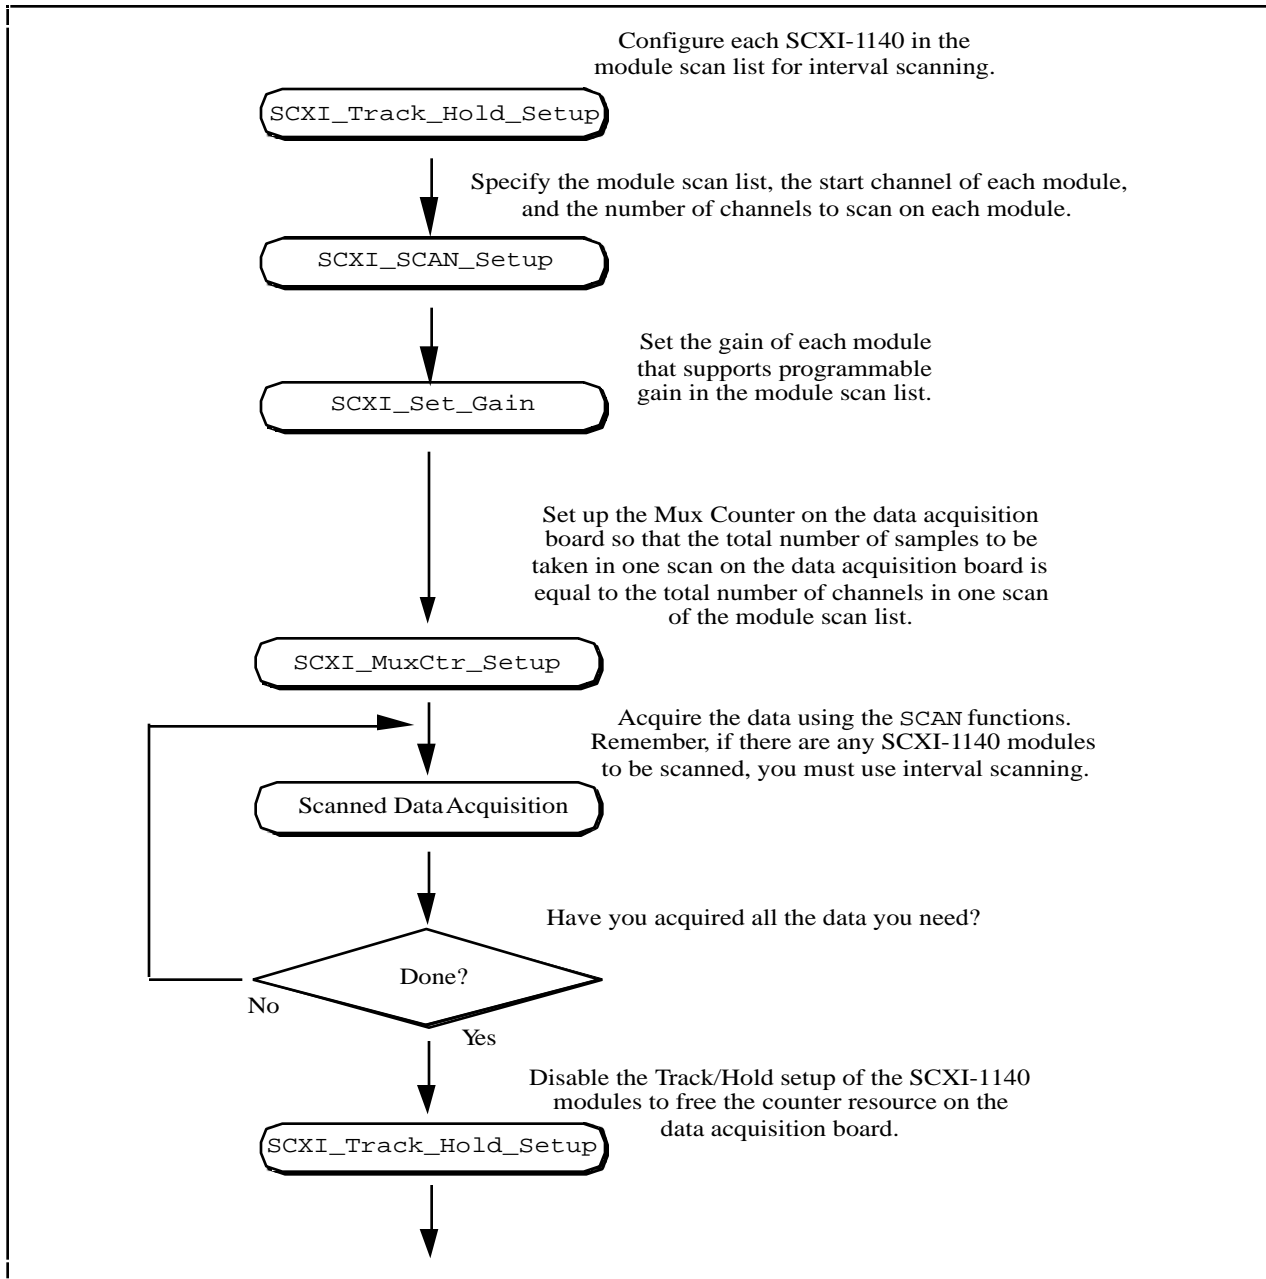 Configure each SCXI-1140 in the
module scan list for interval scanning.
SCXI_Track_Hold_Setup
Specify the module scan list, the start channel of each module,
and the number of channels to scan on each module.
SCXI_SCAN_Setup
Set the gain of each module
that supports programmable
gain in the module scan list.
SCXI_Set_Gain
Set up the Mux Counter on the data acquisition
board so that the total number of samples to be
taken in one scan on the data acquisition board is
equal to the total number of channels in one scan
of the module scan list.
SCXI_MuxCtr_Setup
Acquire the data using the SCAN functions.
Remember, if there are any SCXI-1140 modules
to be scanned, you must use interval scanning.
Scanned Data Acquisition
Have you acquired all the data you need?
Done?
No
Yes
Disable the Track/Hold setup of the SCXI-1140
modules to free the counter resource on the
data acquisition board.
SCXI_Track_Hold_Setup